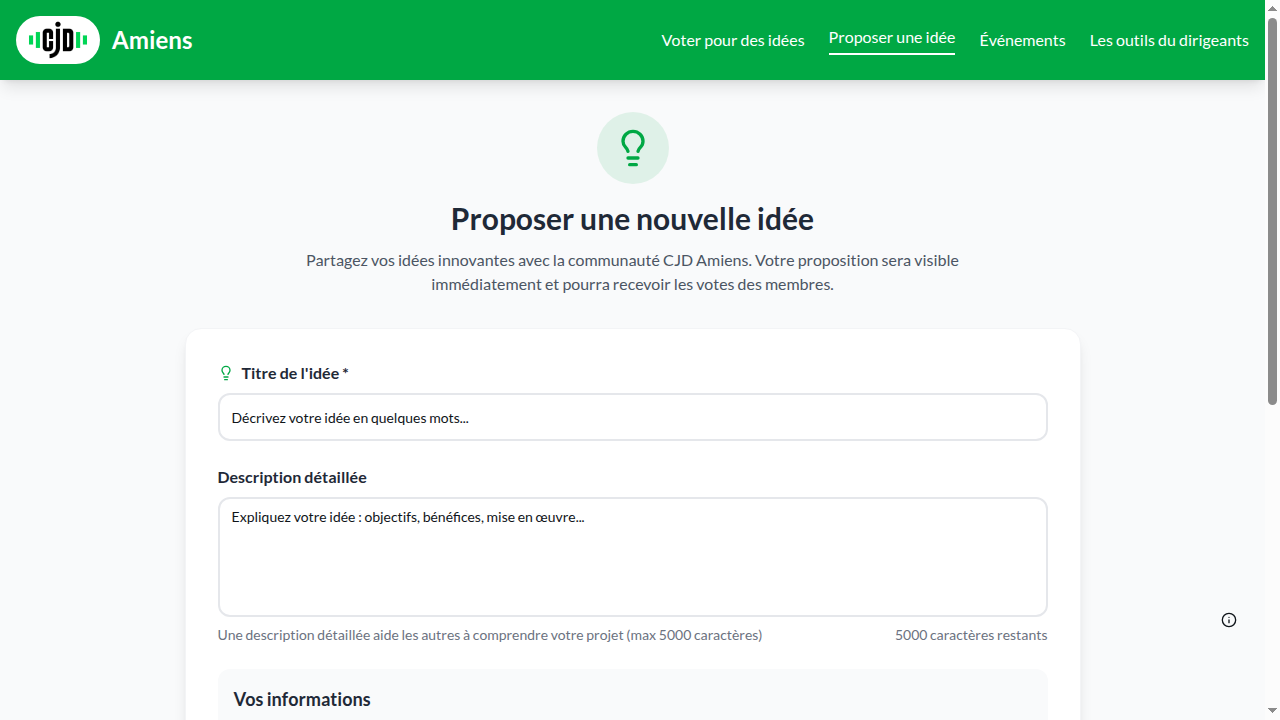 CJD Amiens
Voter pour des idées
Proposer une idée
Événements
Les outils du dirigeants
Proposer une nouvelle idée
Partagez vos idées innovantes avec la communauté CJD Amiens. Votre proposition sera visible
immédiatement et pourra recevoir les votes des membres.
Titre de l'idée *
Décrivez votre idée en quelques mots...
Description détaillée
Expliquez votre idée : objectifs, bénéfices, mise en œuvre...
Une description détaillée aide les autres à comprendre votre projet (max 5000 caractères)
5000 caractères restants
Vos informations